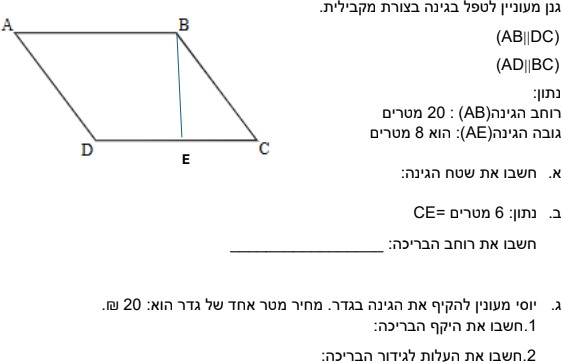 גנן מעוניין לטפל בגינה בצורת מקבילית.
(AB||DC)
(AD||BC)
נתון:
רוחב הגינה(AB) : 20 מטרים
גובה הגינה(AE): הוא 8 מטרים
א. חשבו את שטח הגינה:
ב. נתון: 6 מטרים =CE
חשבו את רוחב הבריכה: _________________
ג. יוסי מעונין להקיף את הגינה בגדר. מחיר מטר אחד של גדר הוא: 20 ₪.
1.חשבו את היקף הבריכה:
2.חשבו את העלות לגידור הבריכה:
A
B
D
E
C